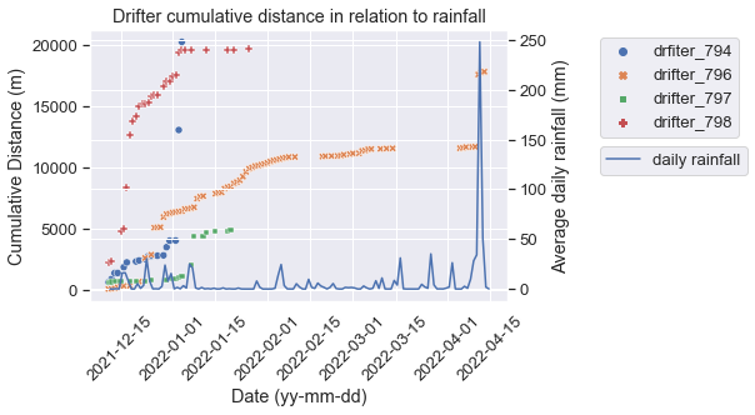 Drifter cumulative distance in relation to rainfall
Cumulative Distance (m)
20000
15000
10000
5000
0
250
200
150
100
50
0
Average daily rainfall (mm)
2021-12-15
2022-01-01
2022-01-15
2022-02-01
2022-02-15
2022-03-01
2022-03-15
2022-04-01
2022-04-15
Date (yy-mm-dd)
drfiter_794
drifter_796
drifter_797
drifter_798
daily rainfall